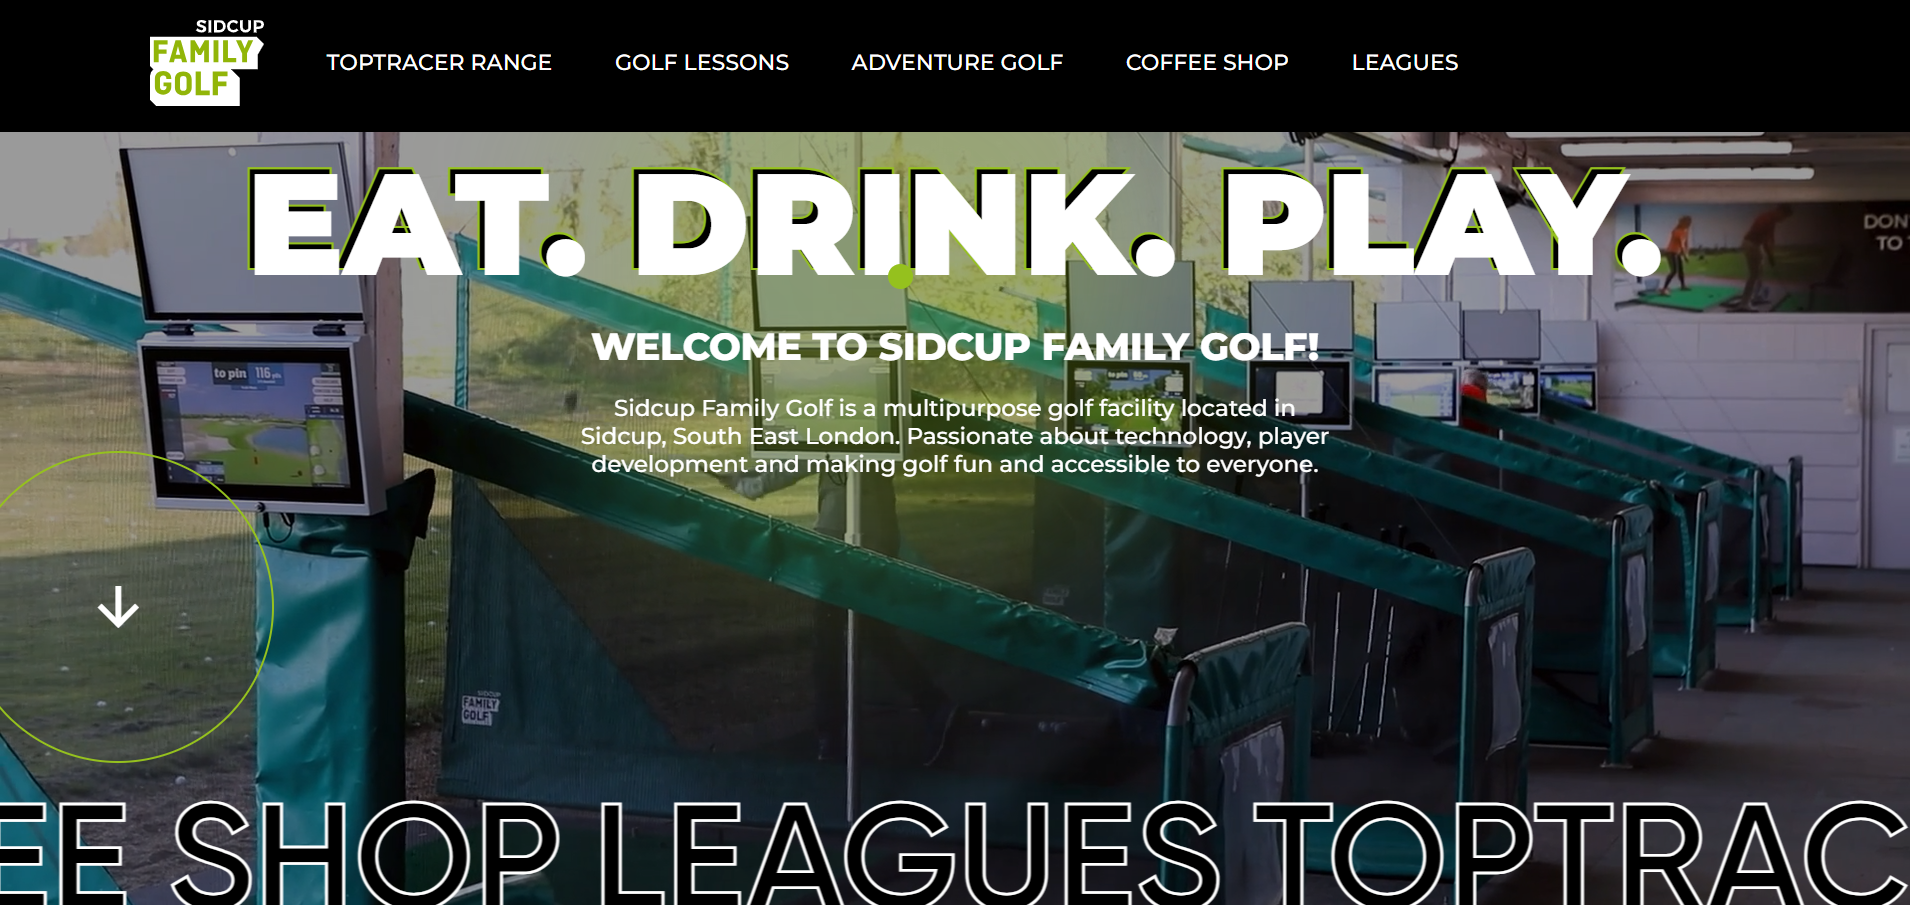 SIDCUP
FAMILY
GOLF
TOPTRACER RANGE
GOLF LESSONS
ADVENTURE GOLF
COFFEE SHOP
LEAGUES
EAT. DRINK. PLAY.
DON'
TO
WELCOME TO SIDCUP FAMILY GOLF!
to pin 116 yds
to pin
Sidcup Family Golf is a multipurpose golf facility located in
Sidcup, South East London. Passionate about technology, player
development and making golf fun and accessible to everyone.
SIDCUP
FAMILY
GOLF
EE SHOP LEAGUES TOPTRAC